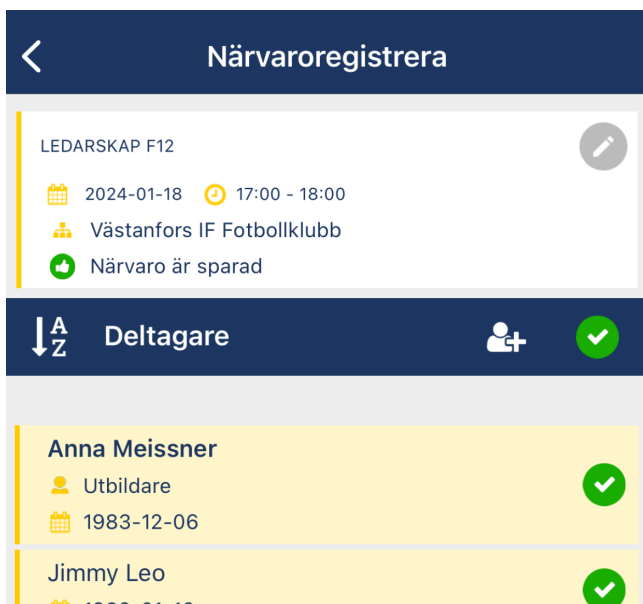 Närvaroregistrera
LEDARSKAP F12
2024-01-18 17:00 - 18:00
Västanfors IF Fotbollklubb
Närvaro är sparad
A
Z
Deltagare
Anna Meissner
Utbildare
1983-12-06
Jimmy Leo